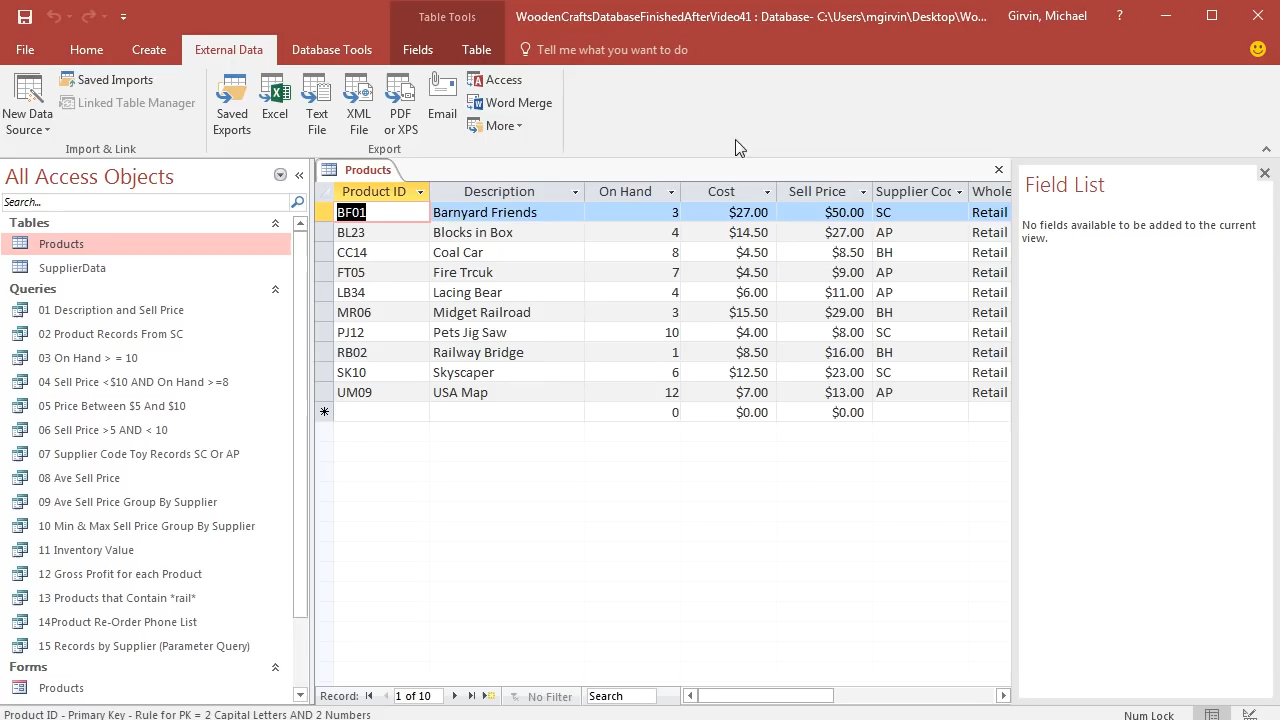 Table Tools
WoodenCraftsDatabaseFinishedAfterVideo41 : Database- C:\Users\mgirvin\Desktop\Wo...
Girvin, Michael
?
File
Home
Create
External Data
Database Tools
Fields
Table
Tell me what you want to do
New Data
Source
Saved Imports
Linked Table Manager
Import & Link
Saved
Exports
Excel
Text
File
XML
File
PDF
or XPS
Email
Access
Word Merge
More
Export
All Access Objects
Search...
Tables
Products
SupplierData
Queries
01 Description and Sell Price
02 Product Records From SC
03 On Hand > = 10
04 Sell Price <$10 AND On Hand >=8
05 Price Between $5 And $10
06 Sell Price >5 AND < 10
07 Supplier Code Toy Records SC Or AP
08 Ave Sell Price
09 Ave Sell Price Group By Supplier
10 Min & Max Sell Price Group By Supplier
11 Inventory Value
12 Gross Profit for each Product
13 Products that Contain *rail*
14Product Re-Order Phone List
15 Records by Supplier (Parameter Query)
Forms
Products
Products
Product ID Description On Hand Cost Sell Price Supplier Coc Whole
BF01 Barnyard Friends 3 $27.00 $50.00 SC Retail
BL23 Blocks in Box 4 $14.50 $27.00 AP Retail
CC14 Coal Car 8 $4.50 $8.50 BH Retail
FT05 Fire Trcuk 7 $4.50 $9.00 AP Retail
LB34 Lacing Bear 4 $6.00 $11.00 AP Retail
MR06 Midget Railroad 3 $15.50 $29.00 BH Retail
PJ12 Pets Jig Saw 10 $4.00 $8.00 SC Retail
RB02 Railway Bridge 1 $8.50 $16.00 BH Retail
SK10 Skyscaper 6 $12.50 $23.00 SC Retail
UM09 USA Map 12 $7.00 $13.00 AP Retail
* 0 $0.00 $0.00
Record: 1 of 10 No Filter Search
Field List
No fields available to be added to the current
view.
Product ID - Primary Key - Rule for PK = 2 Capital Letters AND 2 Numbers
Num Lock